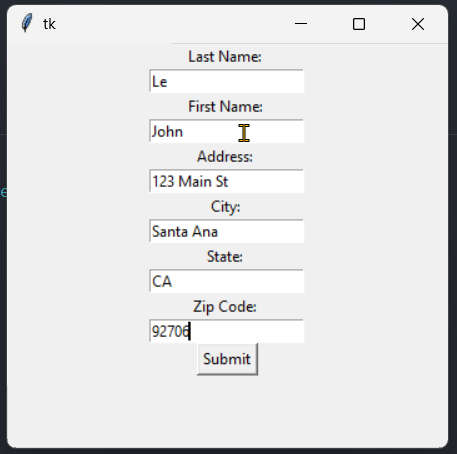 tk
Last Name:
Le
First Name:
John
Address:
123 Main St
City:
Santa Ana
State:
CA
Zip Code:
92706
Submit